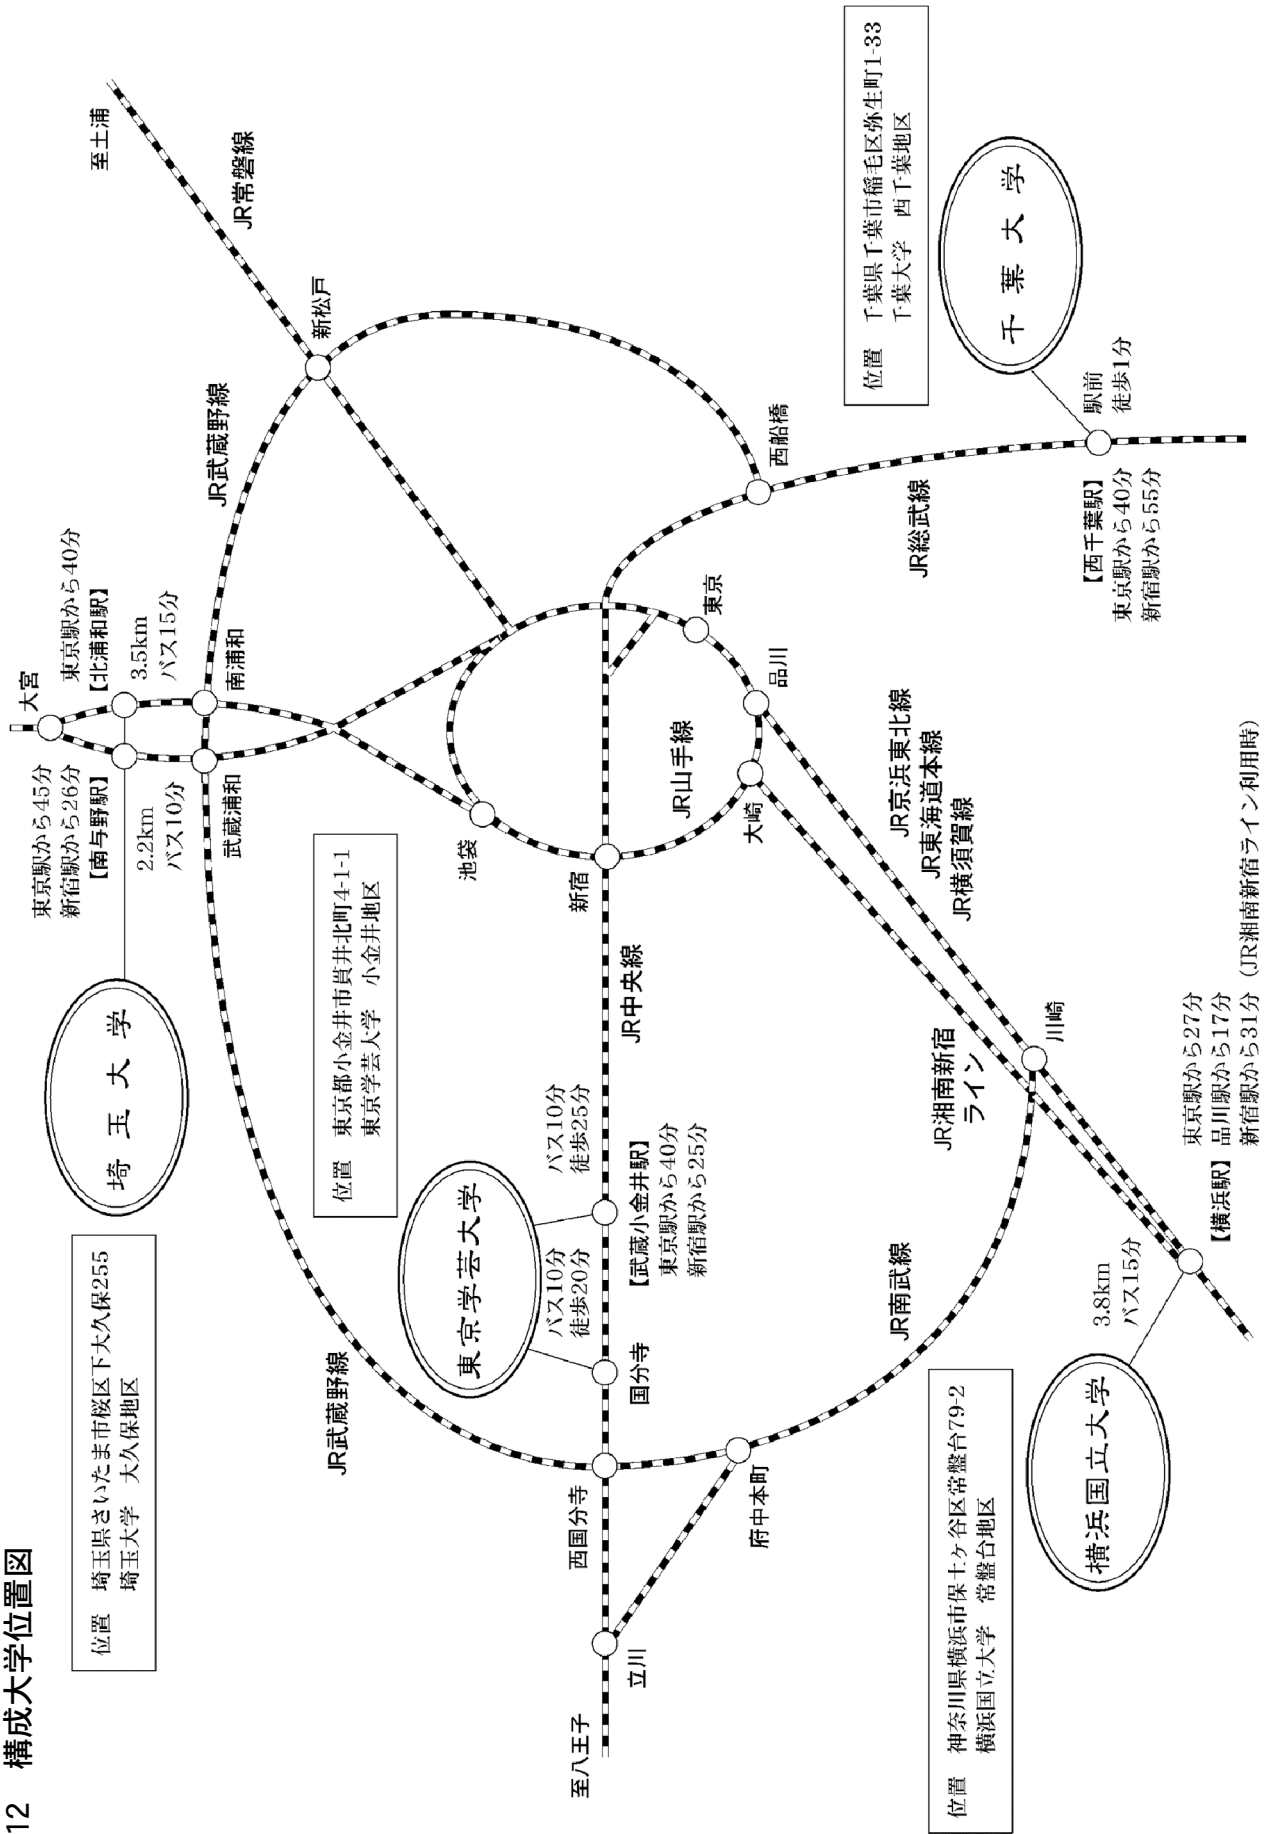 12 構成大学位置図
位置 埼玉県さいたま市桜区下大久保255
埼玉大学 大久保地区
埼玉大学
東京駅から45分
新宿駅から26分
【南与野駅】
2.2km
バス10分
大宮
東京駅から40分
【北浦和駅】
3.5km
バス15分
武蔵浦和
南浦和
JR武蔵野線
新松戸
JR常磐線
至土浦
JR武蔵野線
位置 東京都小金井市貫井北町4-1-1
東京学芸大学 小金井地区
東京学芸大学
バス10分
徒歩20分
バス10分
徒歩25分
池袋
新宿
JR山手線
大崎
品川
東京
西船橋
至八王子
立川
西国分寺
国分寺
【武蔵小金井駅】
東京駅から40分
新宿駅から25分
JR中央線
府中本町
JR南武線
JR湘南新宿
ライン
JR京浜東北線
JR東海道本線
JR横須賀線
川崎
JR総武線
位置 千葉県千葉市稲毛区弥生町1-33
千葉大学 西千葉地区
千葉大学
駅前
徒歩1分
【西千葉駅】
東京駅から40分
新宿駅から55分
位置 神奈川県横浜市保土ヶ谷区常盤台79-2
横浜国立大学 常盤台地区
横浜国立大学
3.8km
バス15分
【横浜駅】
東京駅から27分
品川駅から17分
新宿駅から31分（JR湘南新宿ライン利用時）